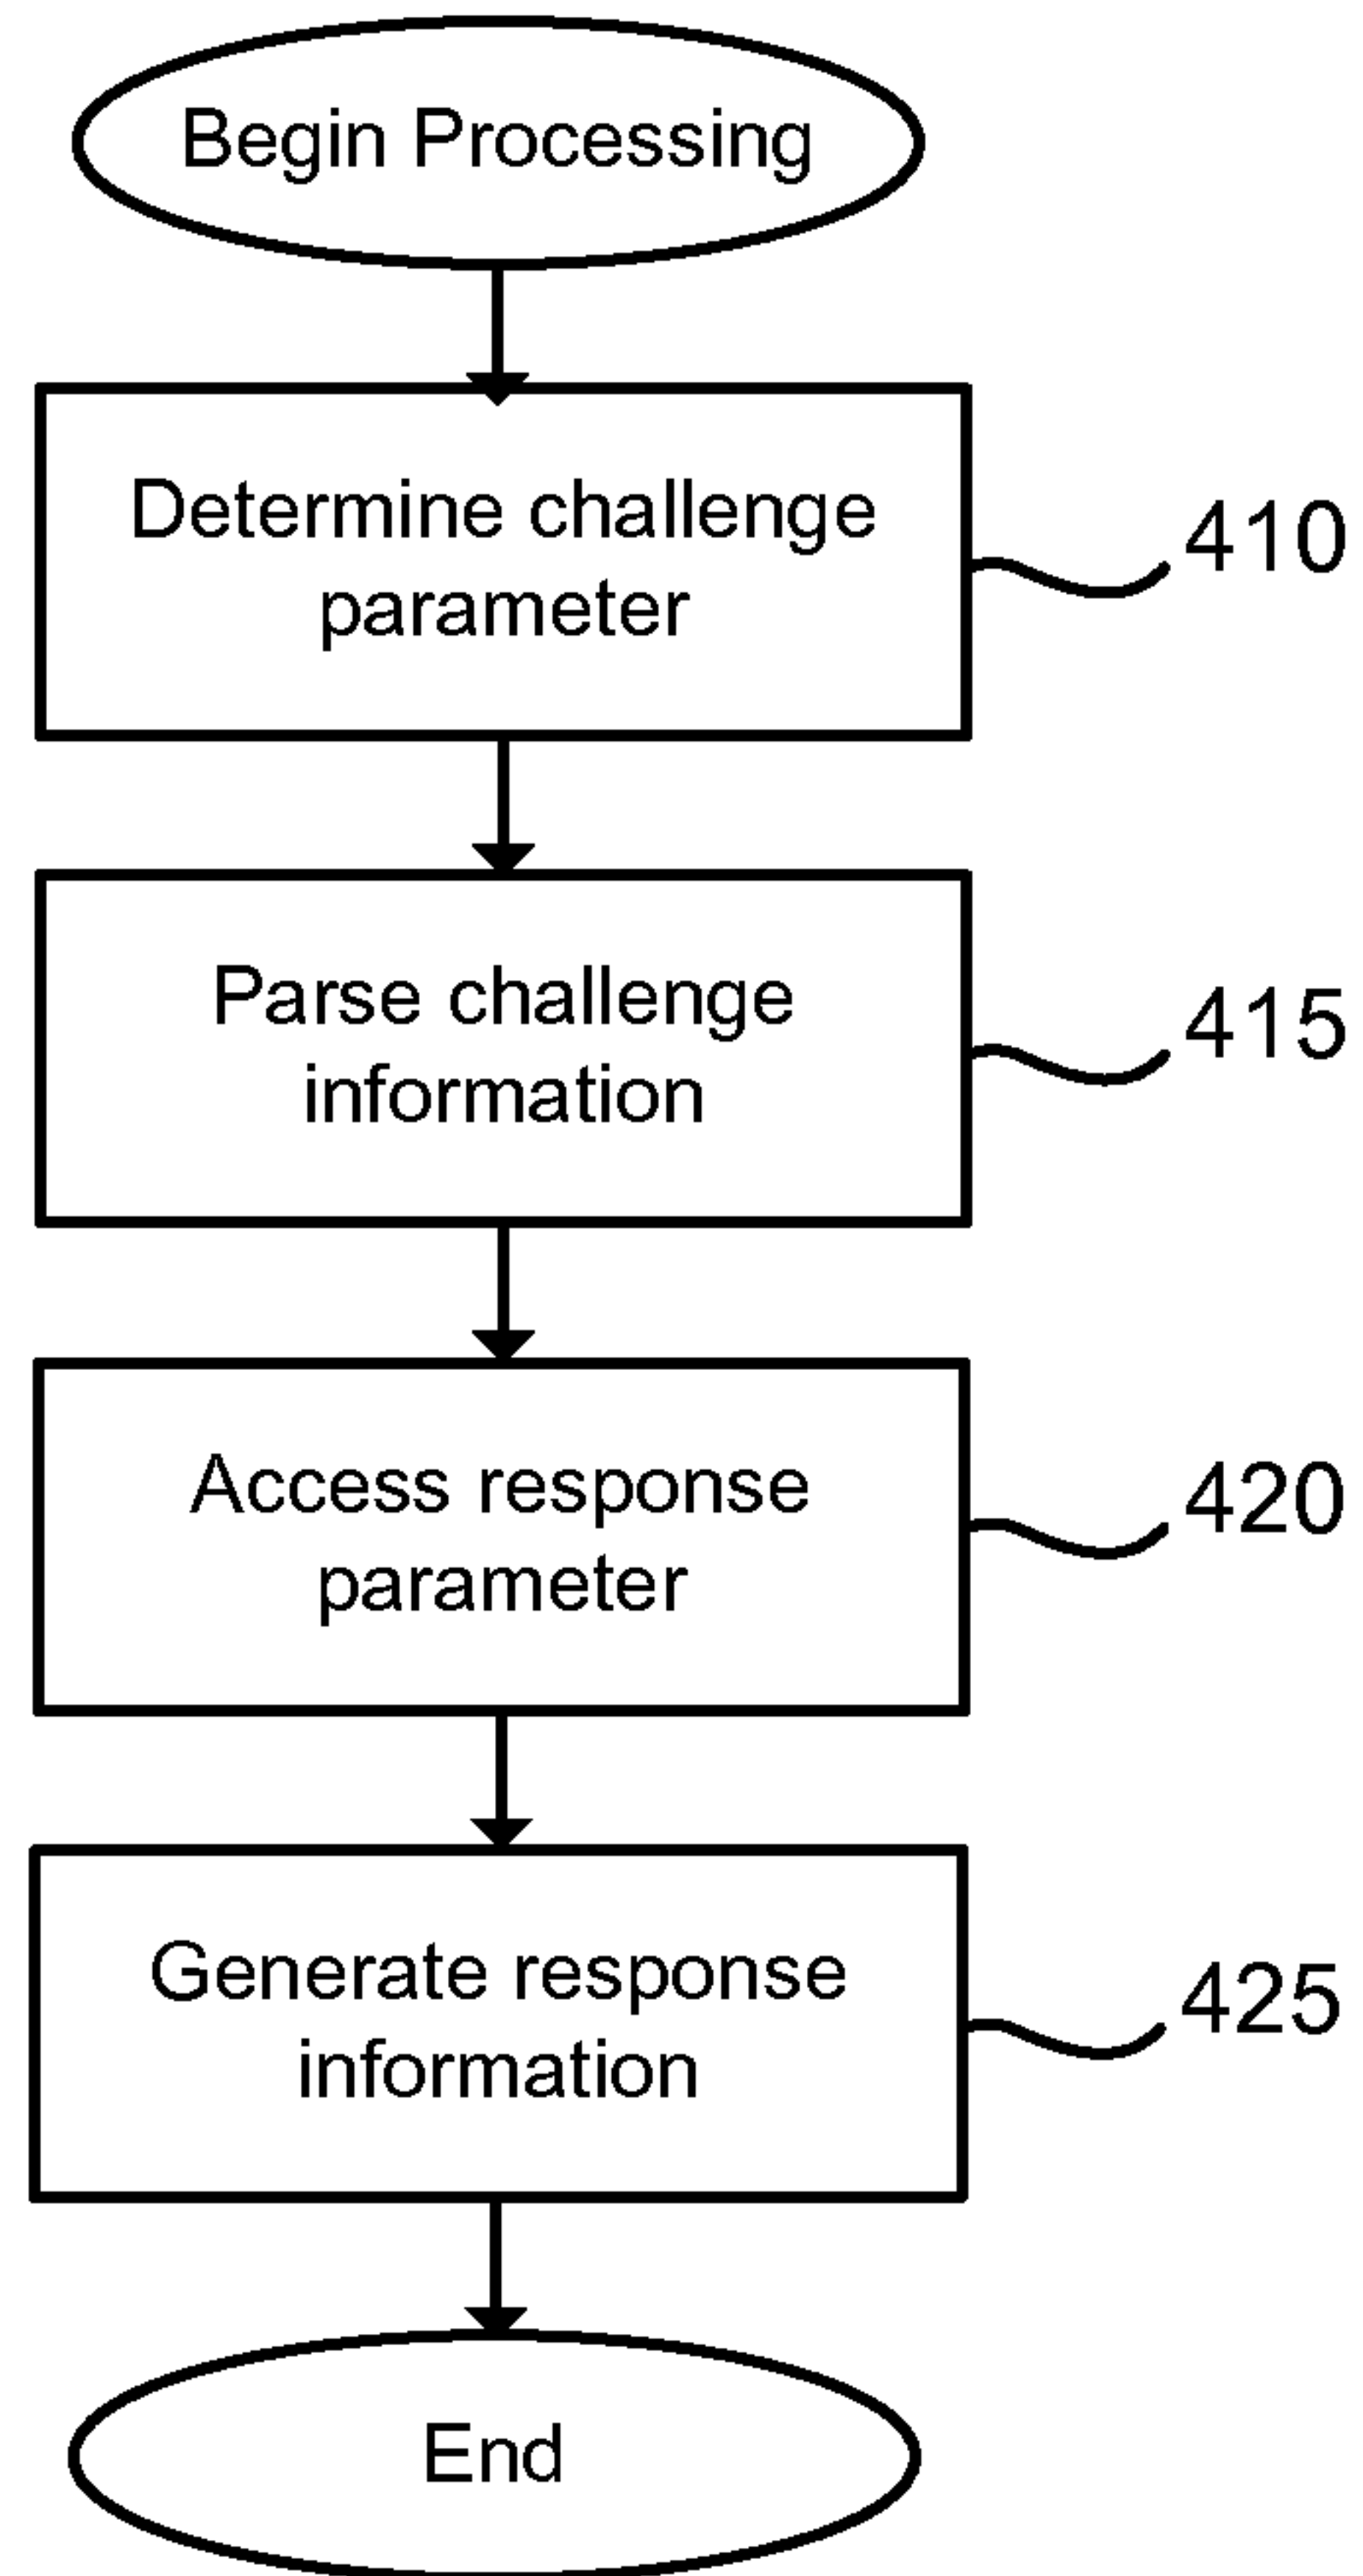 Begin Processing
Determine challenge
parameter
410
Parse challenge
information
415
Access response
parameter
420
Generate response
information
425
End